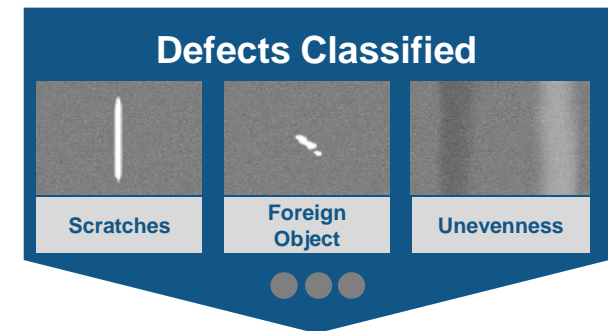 Defects Classified
Scratches
Foreign
Object
Unevenness